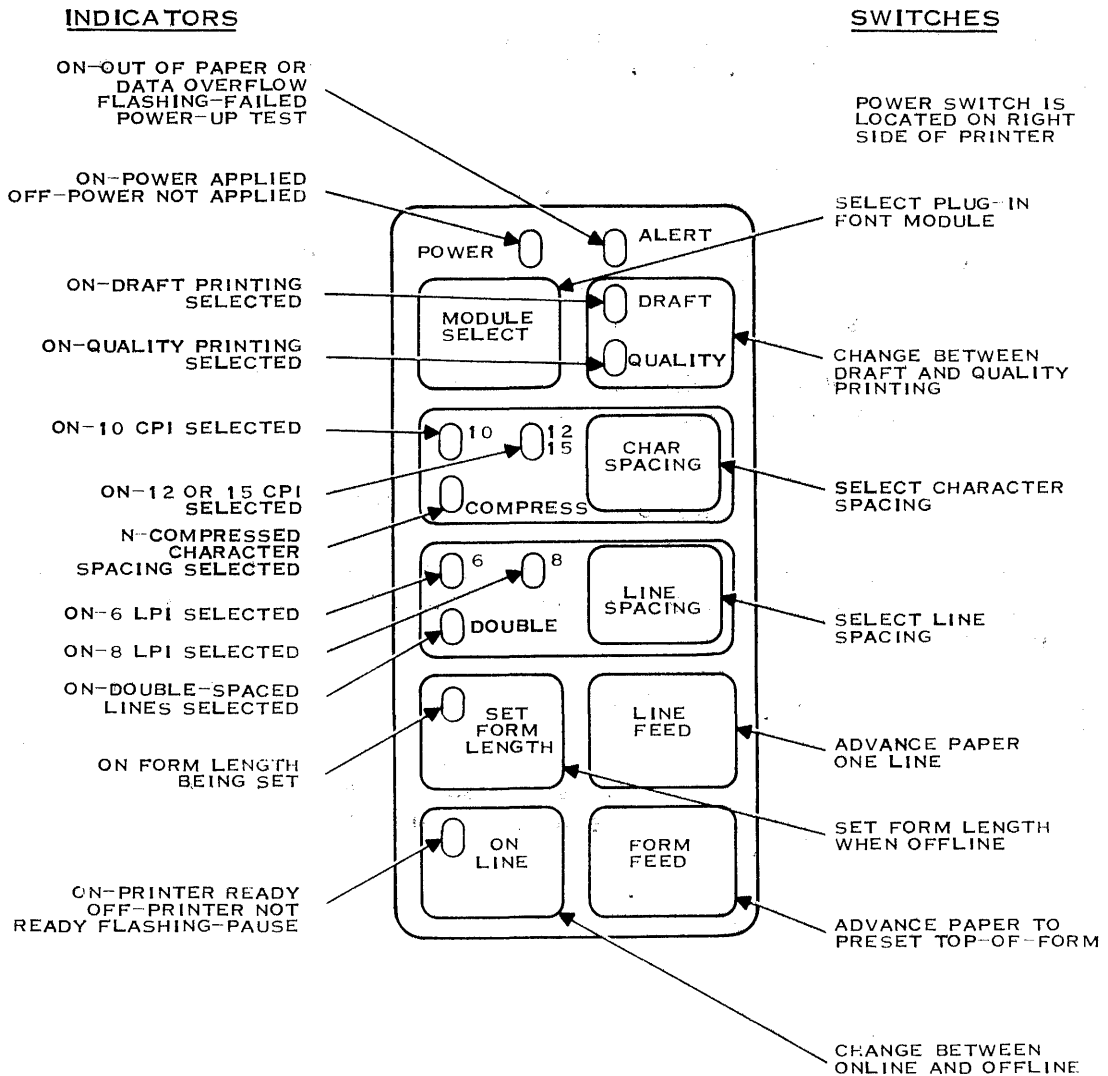 INDICATORS
SWITCHES
ON-OUT OF PAPER OR
DATA OVERFLOW
FLASHING-FAILED
POWER-UP TEST
POWER SWITCH IS
LOCATED ON RIGHT
SIDE OF PRINTER
ON-POWER APPLIED
OFF-POWER NOT APPLIED
SELECT PLUG-IN
FONT MODULE
POWER
ALERT
ON-DRAFT PRINTING
SELECTED
MODULE
SELECT
DRAFT
QUALITY
ON-QUALITY PRINTING
SELECTED
CHANGE BETWEEN
DRAFT AND QUALITY
PRINTING
ON-10 CPI SELECTED
10
12
15
CHAR
SPACING
ON-12 OR 15 CPI
SELECTED
COMPRESS
SELECT CHARACTER
SPACING
N-COMPRESSED
CHARACTER
SPACING SELECTED
6
8
LINE
SPACING
ON-6 LPI SELECTED
DOUBLE
SELECT LINE
SPACING
ON-8 LPI SELECTED
ON-DOUBLE-SPACED
LINES SELECTED
SET
FORM
LENGTH
LINE
FEED
ON FORM LENGTH
BEING SET
ADVANCE PAPER
ONE LINE
SET FORM LENGTH
WHEN OFFLINE
ON
LINE
FORM
FEED
ON-PRINTER READY
OFF-PRINTER NOT
READY FLASHING-PAUSE
ADVANCE PAPER TO
PRESET TOP-OF-FORM
CHANGE BETWEEN
ONLINE AND OFFLINE